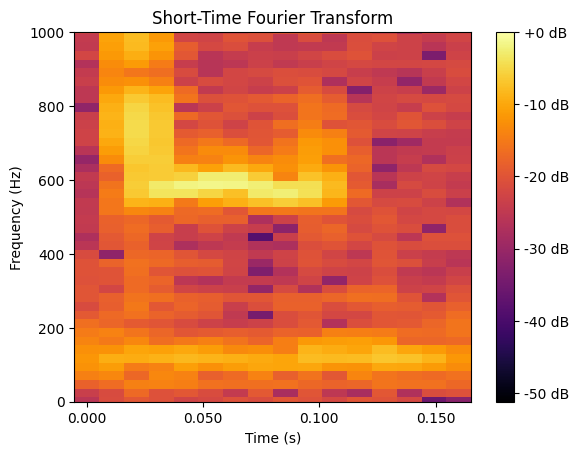 Short-Time Fourier Transform
1000
800
600
400
200
0
Frequency (Hz)
0.000
0.050
0.100
0.150
Time (s)
+0 dB
-10 dB
-20 dB
-30 dB
-40 dB
-50 dB